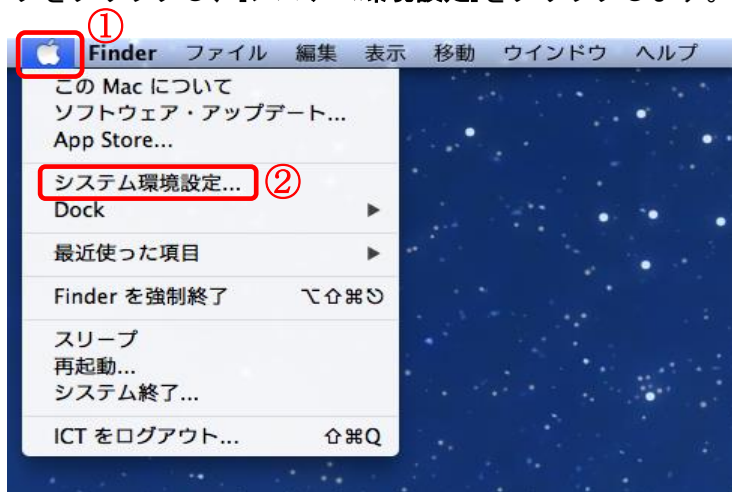 ①
Finder ファイル 編集 表示 移動 ウインドウ ヘルプ
この Mac について
ソフトウェア・アップデート...
App Store...
システム環境設定... ②
Dock ▶
最近使った項目 ▶
Finder を強制終了 ⌥⇧⌘⎋
スリープ
再起動...
システム終了...
ICT をログアウト... ⇧⌘Q